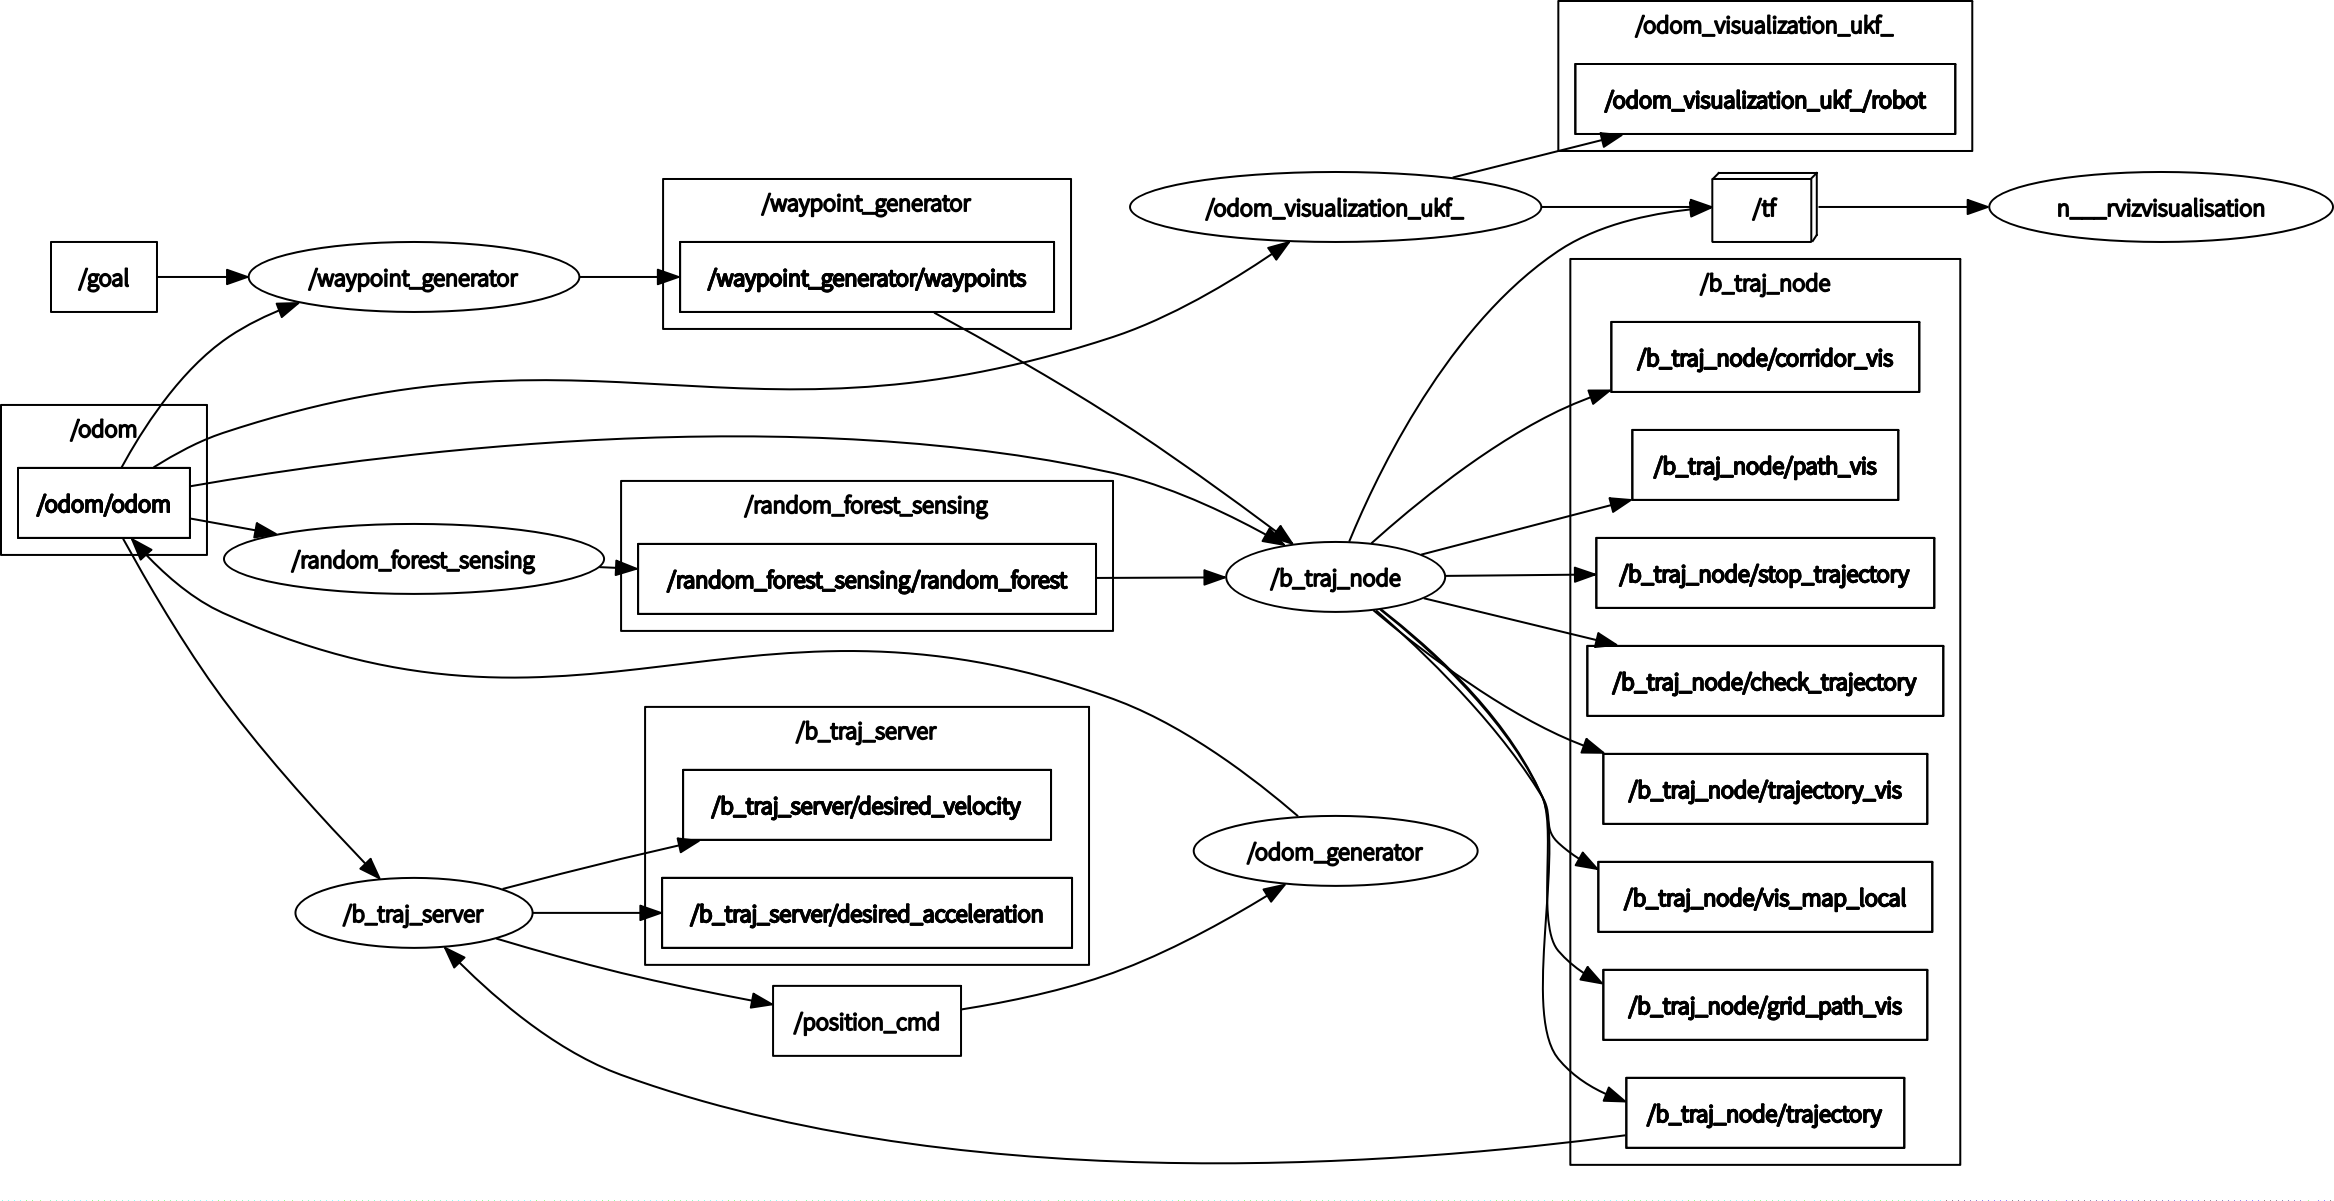 /odom_visualization_ukf_
/odom_visualization_ukf_/robot
/waypoint_generator
/odom_visualization_ukf_
/tf
n___rvizvisualisation
/goal
/waypoint_generator
/waypoint_generator/waypoints
/b_traj_node
/b_traj_node/corridor_vis
/odom
/b_traj_node/path_vis
/odom/odom
/random_forest_sensing
/random_forest_sensing
/random_forest_sensing/random_forest
/b_traj_node
/b_traj_node/stop_trajectory
/b_traj_node/check_trajectory
/b_traj_server
/b_traj_server/desired_velocity
/b_traj_node/trajectory_vis
/odom_generator
/b_traj_server
/b_traj_server/desired_acceleration
/b_traj_node/vis_map_local
/position_cmd
/b_traj_node/grid_path_vis
/b_traj_node/trajectory